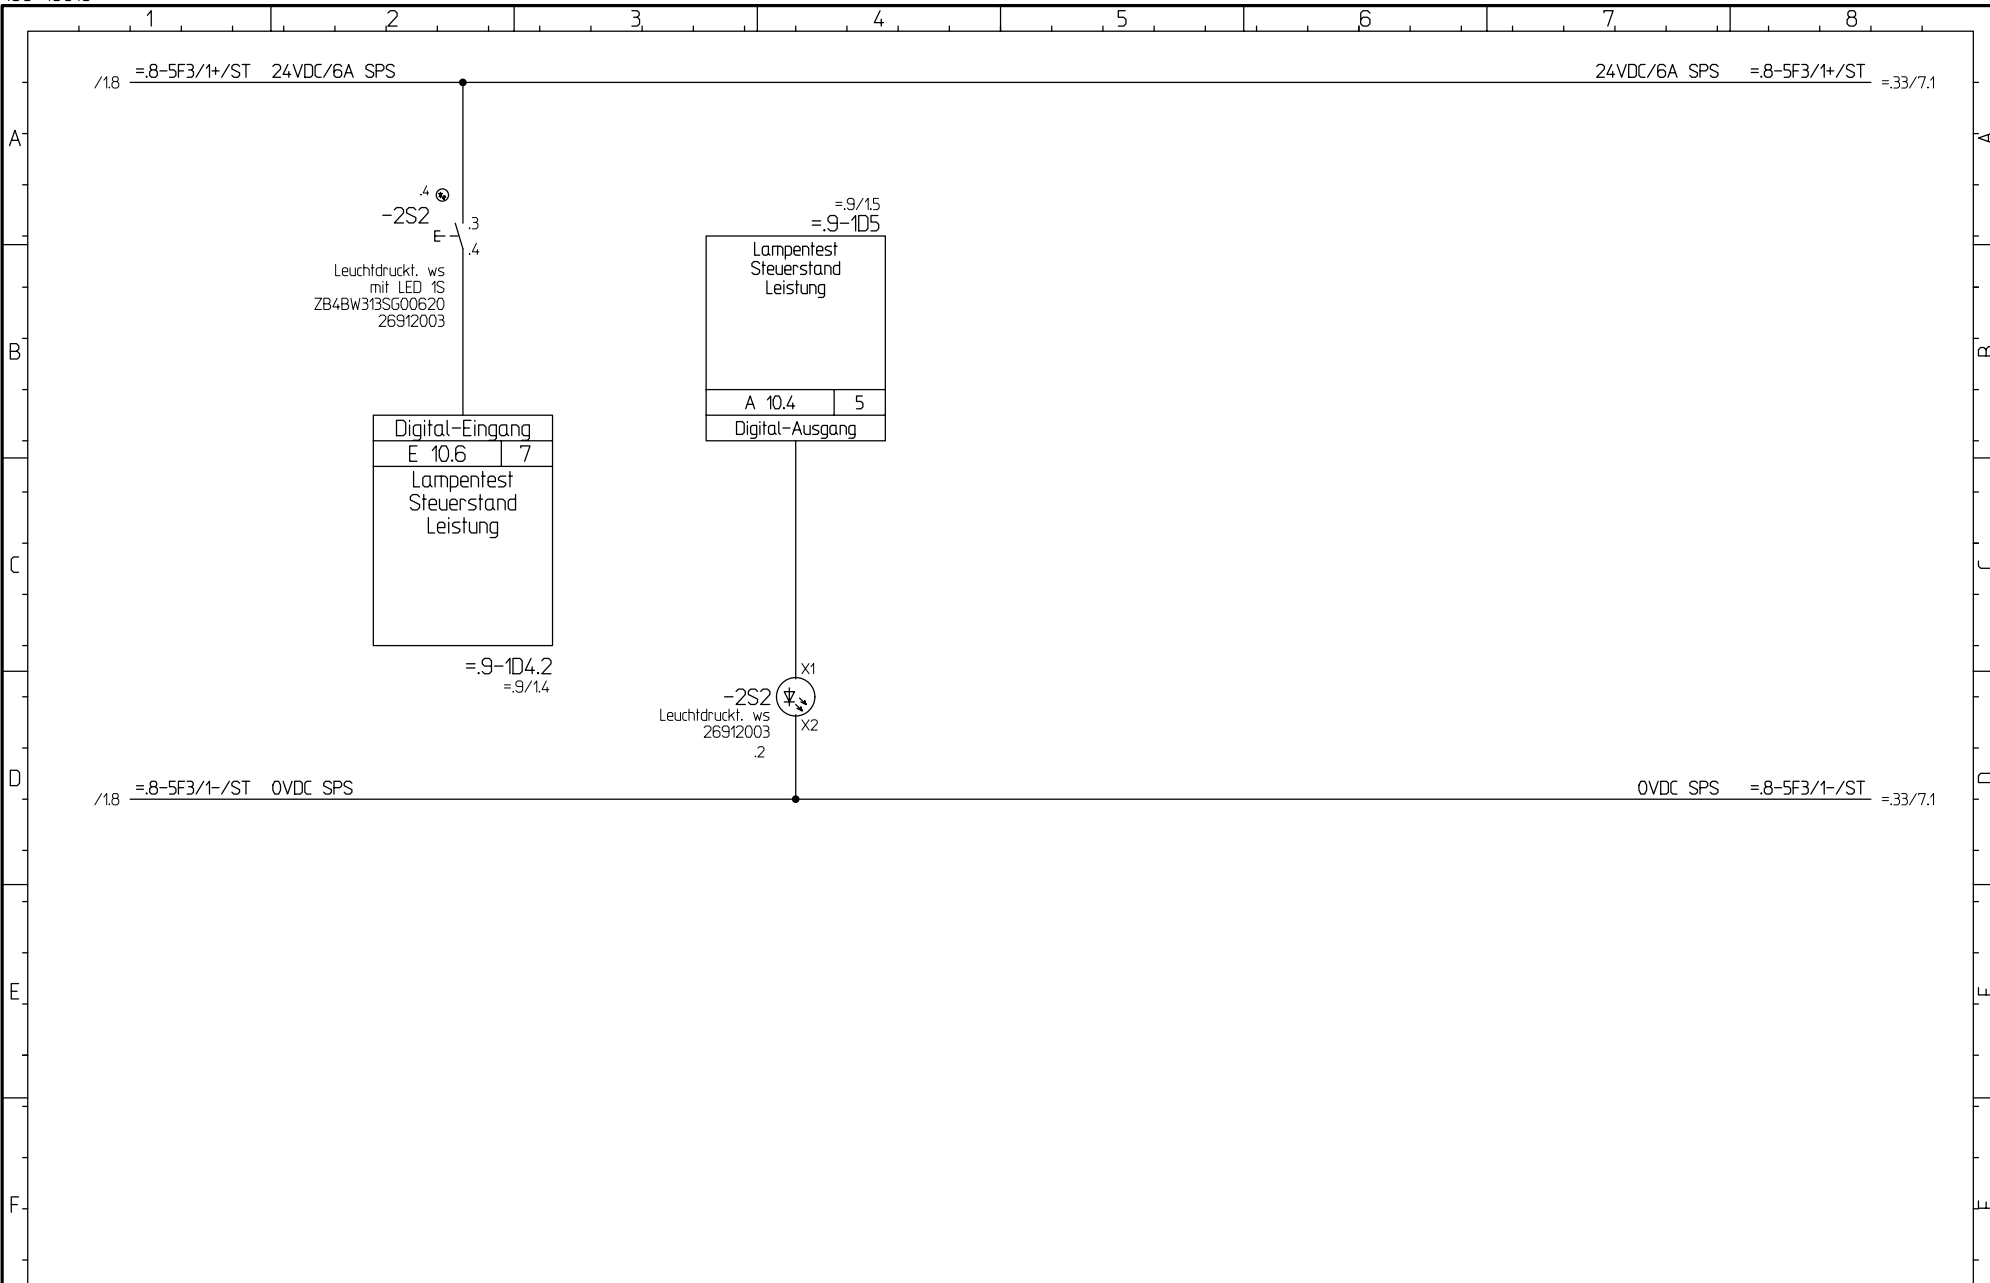 1 2 3 4 5 6 7 8
/1.8 =.8-5F3/1+/ST 24VDC/6A SPS
24VDC/6A SPS =.8-5F3/1+/ST =.33/7.1
A
A
.4
-2S2
.3
E
.4
Leuchtdruckt. ws
mit LED 1S
ZB4BW313SG00620
26912003
=.9/1.5
=.9-1D5
Lampentest
Steuerstand
Leistung
B
B
A 10.4 5
Digital-Ausgang
Digital-Eingang
E 10.6 7
Lampentest
Steuerstand
Leistung
C
C
=.9-1D4.2
=.9/1.4
X1
-2S2
Leuchtdruckt. ws
26912003
X2
.2
D
D
/1.8 =.8-5F3/1-/ST 0VDC SPS
0VDC SPS =.8-5F3/1-/ST =.33/7.1
E
E
F
F